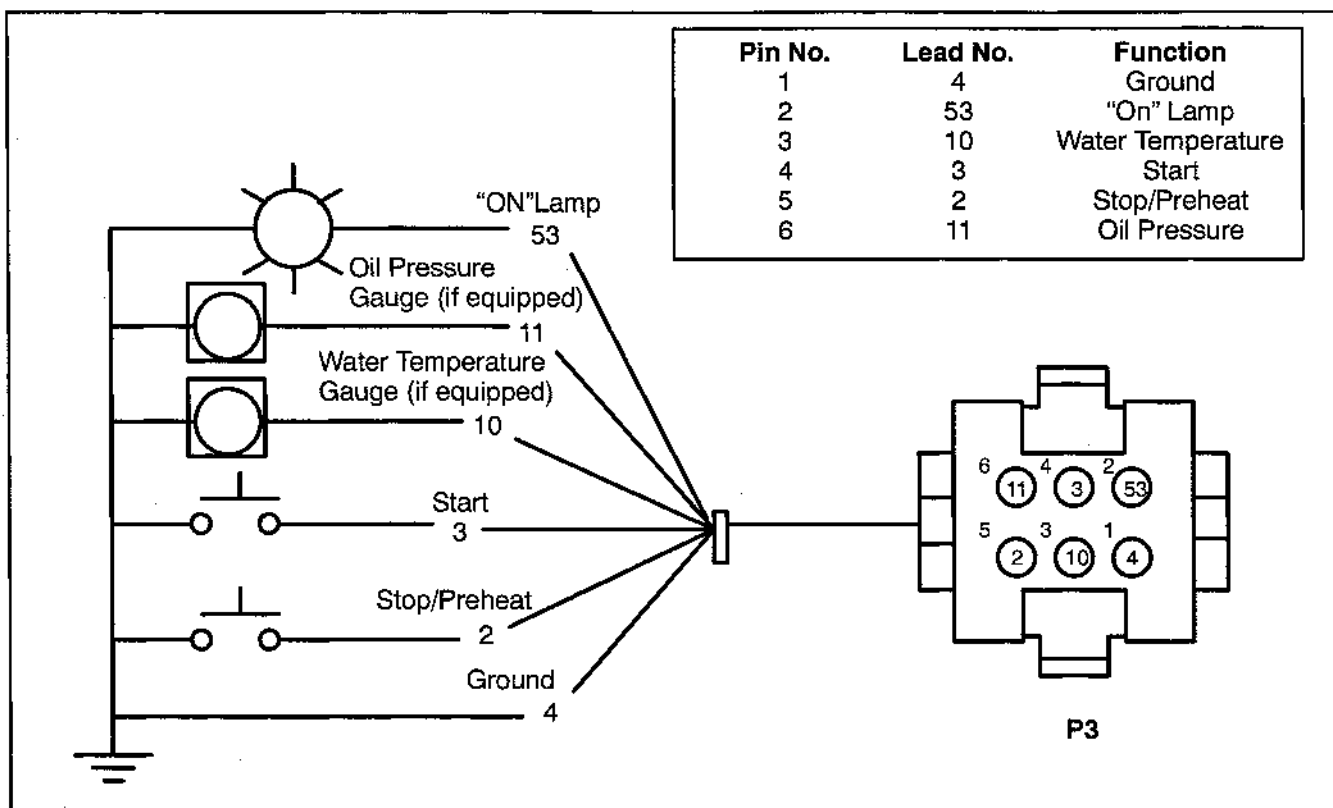 Pin No. Lead No. Function
1 4 Ground
2 53 "On" Lamp
3 10 Water Temperature
4 3 Start
5 2 Stop/Preheat
6 11 Oil Pressure
"ON"Lamp
53
Oil Pressure
Gauge (if equipped)
11
Water Temperature
Gauge (if equipped)
10
Start
3
Stop/Preheat
2
Ground
4
6 4 2
11 3 53
5 3 1
2 10 4
P3